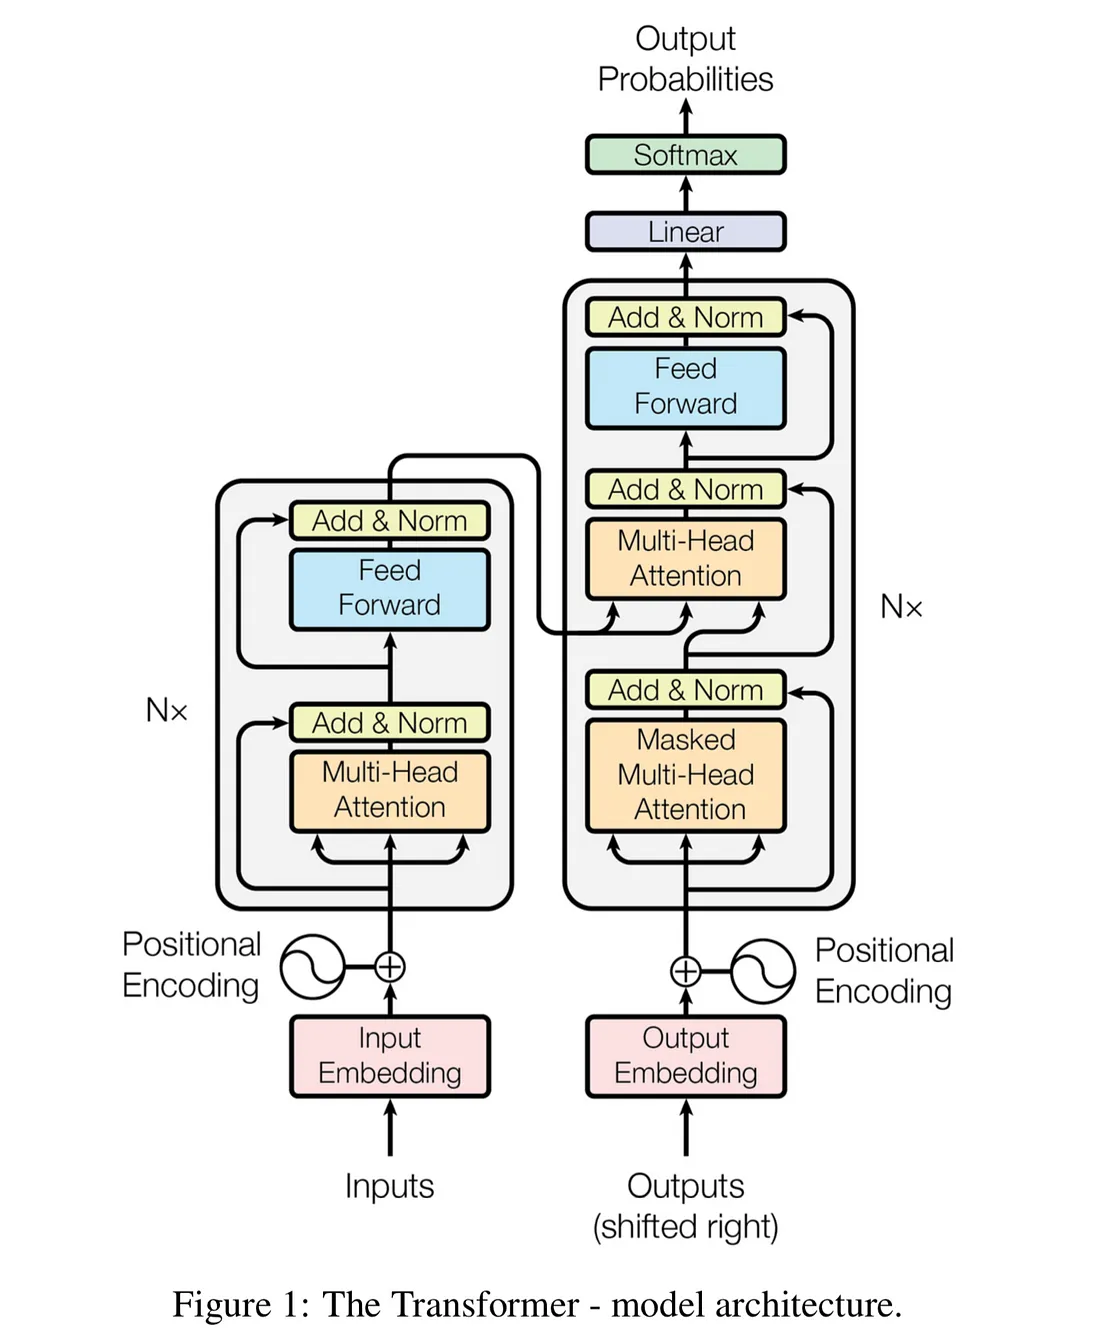 Output
Probabilities
Softmax
Linear
Add & Norm
Feed
Forward
Add & Norm
Multi-Head
Attention
Add & Norm
Masked
Multi-Head
Attention
N×
Positional
Encoding
Output
Embedding
Outputs
(shifted right)
Add & Norm
Feed
Forward
Add & Norm
Multi-Head
Attention
N×
Positional
Encoding
Input
Embedding
Inputs
Figure 1: The Transformer - model architecture.